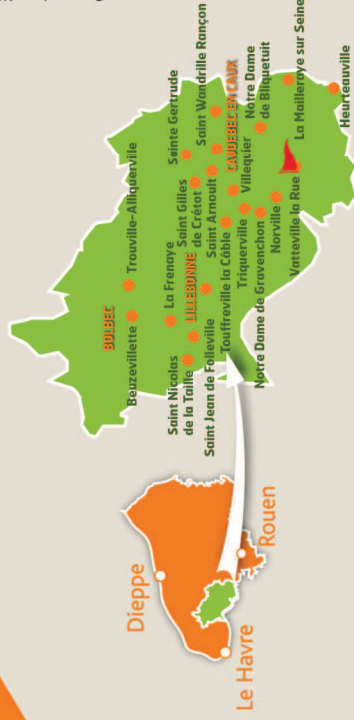 Dieppe
Le Havre
Rouen
BOLBEC
Beuzevillette
Trouville-Alliquerville
Saint Nicolas
de la Taille
La Frenaye
LILLEBONNE
Saint Jean de Folleville
Saint Gilles
de Crétot
Sainte Gertrude
Saint Arnoult
Saint Wandrille Rançon
CAUDEBEC EN CAUX
Touffreville la Câble
Triquerville
Villequier
Notre Dame de Gravenchon
Norville
Notre Dame
de Bliquetuit
Vatteville la Rue
La Mailleraye sur Seine
Heurteauville